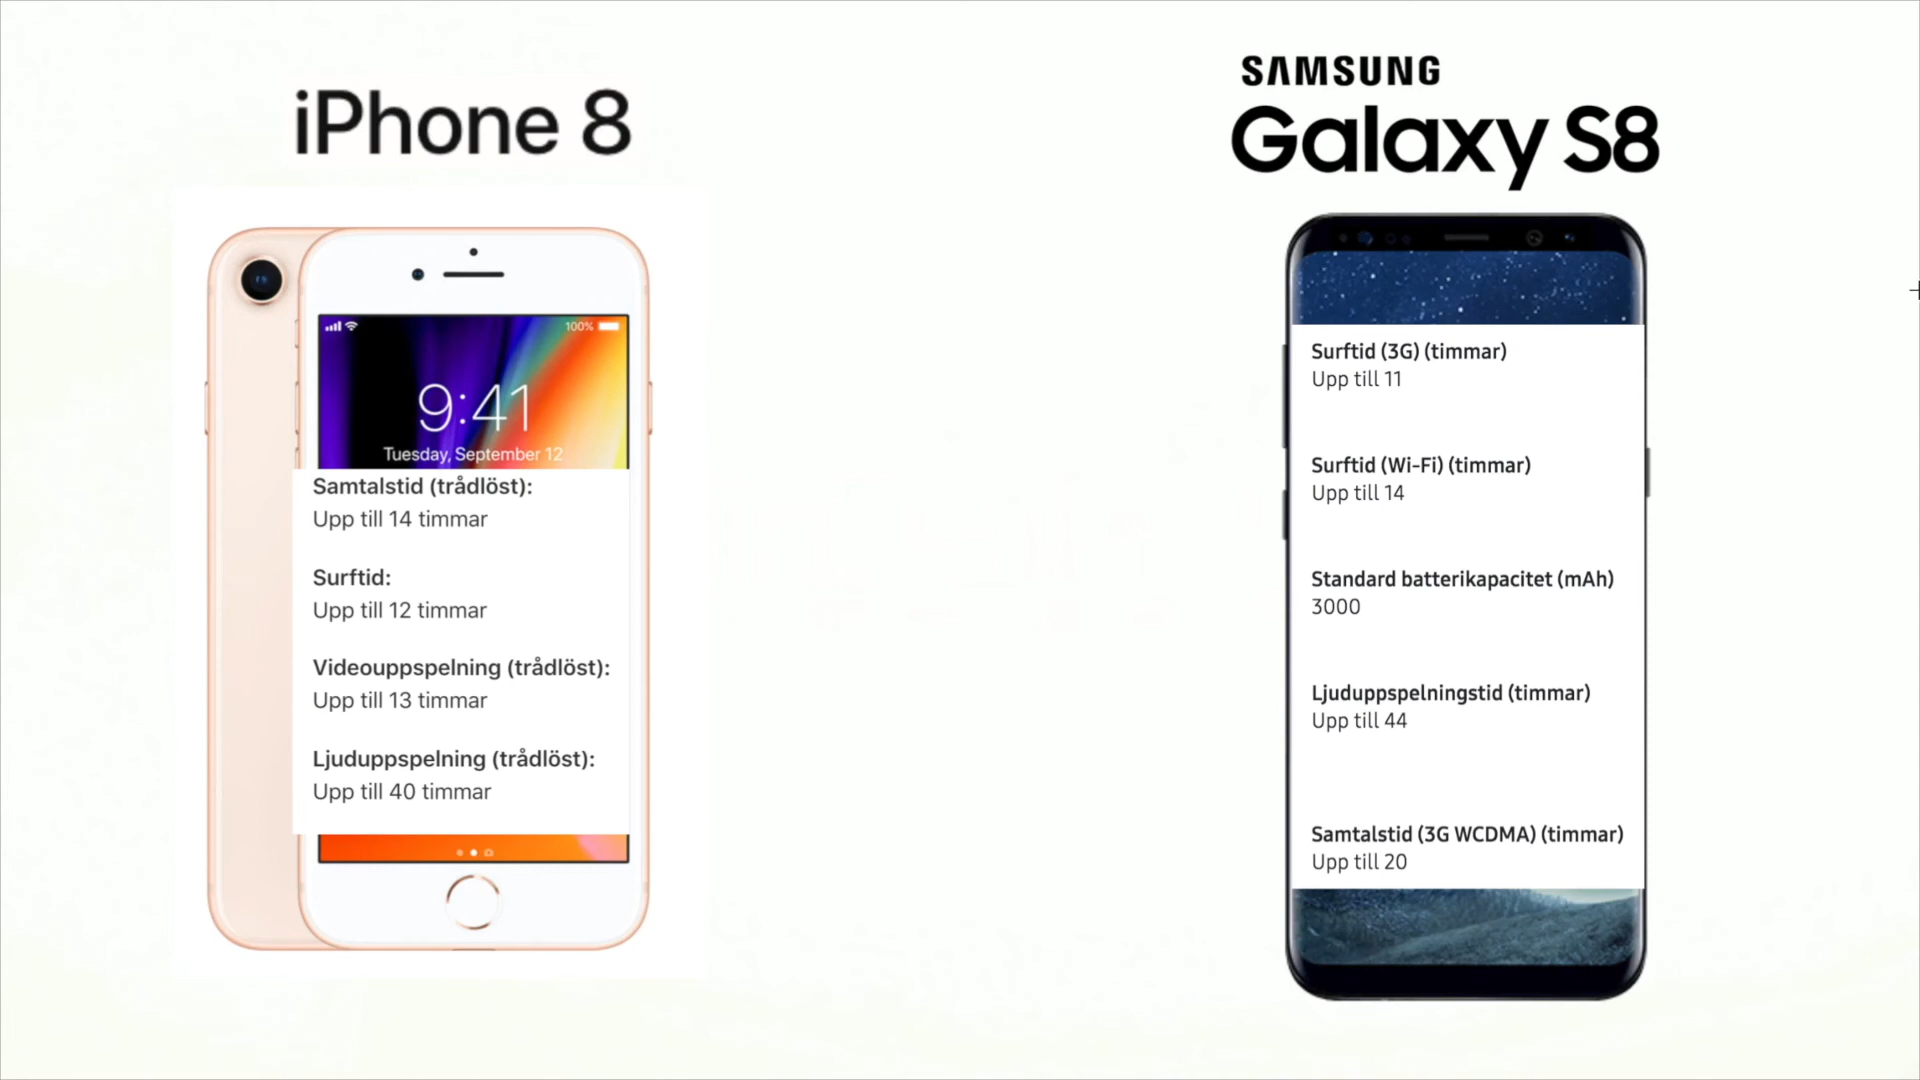 iPhone 8
100%
9:41
Tuesday, September 12
Samtalstid (trådlöst):
Upp till 14 timmar
Surftid:
Upp till 12 timmar
Videouppspelning (trådlöst):
Upp till 13 timmar
Ljuduppspelning (trådlöst):
Upp till 40 timmar
SAMSUNG
Galaxy S8
Surftid (3G) (timmar)
Upp till 11
Surftid (Wi-Fi) (timmar)
Upp till 14
Standard batterikapacitet (mAh)
3000
Ljuduppspelningstid (timmar)
Upp till 44
Samtalstid (3G WCDMA) (timmar)
Upp till 20